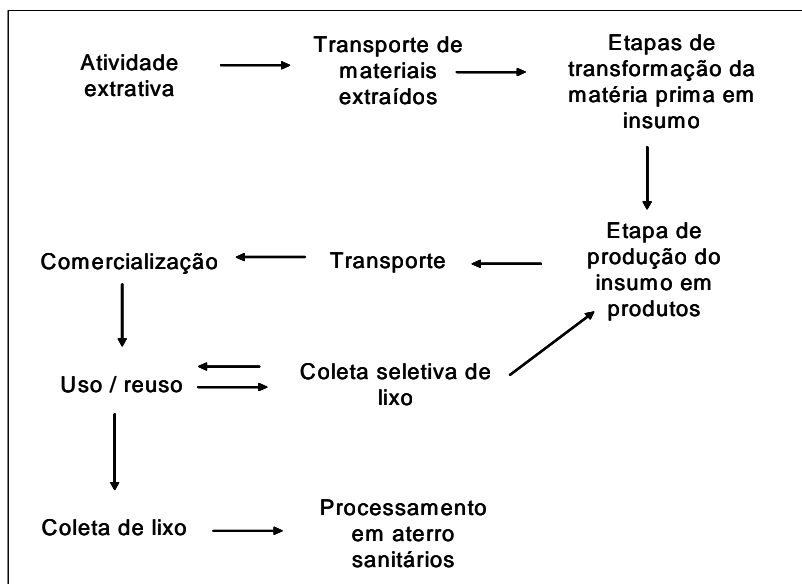 Atividade
extrativa
Transporte de
materiais
extraídos
Etapas de
transformação da
matéria prima em
insumo
Etapa de
produção do
insumo em
produtos
Transporte
Comercialização
Uso / reuso
Coleta seletiva de
lixo
Coleta de lixo
Processamento
em aterro
sanitários